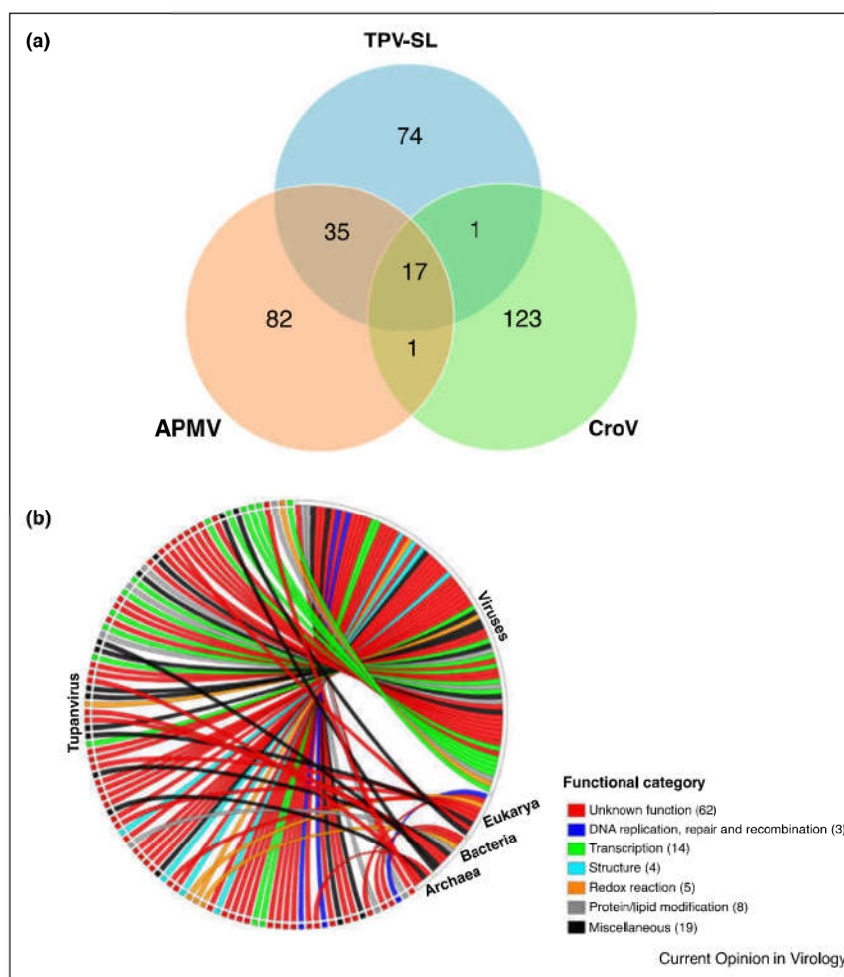 (a)
TPV-SL
74
35
1
17
82
123
1
APMV
CroV
(b)
Viruses
Tupanvirus
Eukarya
Bacteria
Archaea
Functional category
Unknown function (62)
DNA replication, repair and recombination (3)
Transcription (14)
Structure (4)
Redox reaction (5)
Protein/lipid modification (8)
Miscellaneous (19)
Current Opinion in Virology